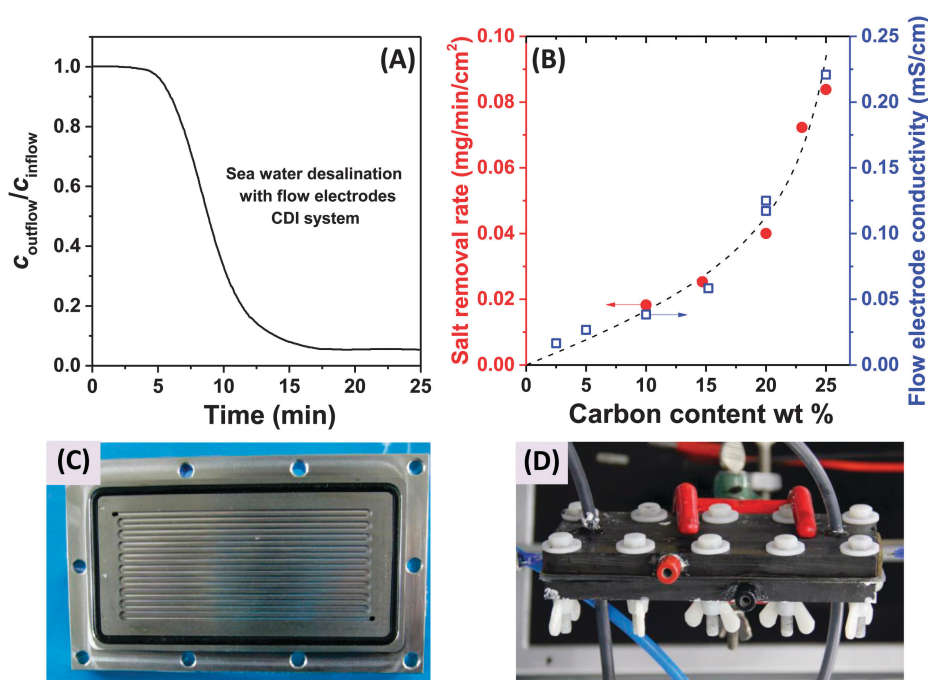 (A)
1.0
0.8
0.6
0.4
0.2
0.0
c_outflow/c_inflow
Sea water desalination
with flow electrodes
CDI system
0 5 10 15 20 25
Time (min)
(B)
0.10
0.08
0.06
0.04
0.02
0.00
Salt removal rate (mg/min/cm²)
0.25
0.20
0.15
0.10
0.05
0.00
Flow electrode conductivity (mS/cm)
0 5 10 15 20 25
Carbon content wt %
(C)
(D)